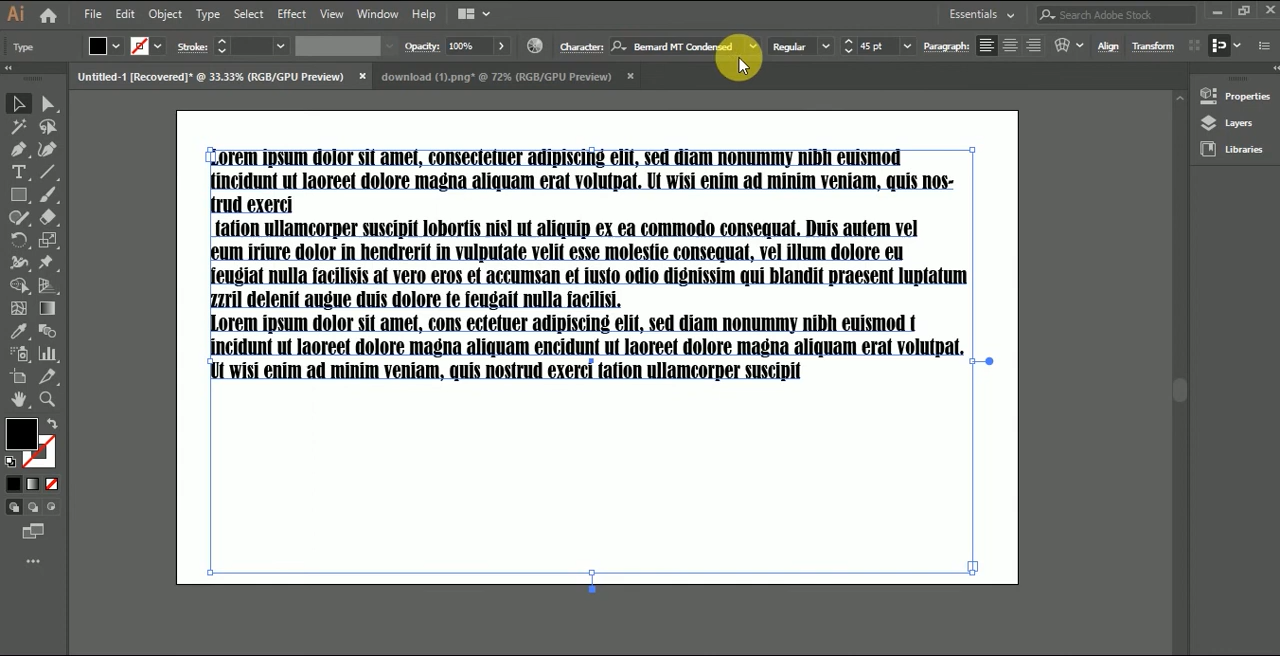 Ai File Edit Object Type Select Effect View Window Help Essentials Search Adobe Stock
Type Stroke: Opacity: 100% Character: Bernard MT Condensed Regular 45 pt Paragraph: Align Transform
Untitled-1 [Recovered]* @ 33.33% (RGB/GPU Preview) × download (1).png* @ 72% (RGB/GPU Preview) ×
Properties
Layers
Libraries
Lorem ipsum dolor sit amet, consectetuer adipiscing elit, sed diam nonummy nibh euismod
tincidunt ut laoreet dolore magna aliquam erat volutpat. Ut wisi enim ad minim veniam, quis nos-
trud exerci
tation ullamcorper suscipit lobortis nisl ut aliquip ex ea commodo consequat. Duis autem vel
eum iriure dolor in hendrerit in vulputate velit esse molestie consequat, vel illum dolore eu
feugiat nulla facilisis at vero eros et accumsan et iusto odio dignissim qui blandit praesent luptatum
zzril delenit augue duis dolore te feugait nulla facilisi.
Lorem ipsum dolor sit amet, cons ectetuer adipiscing elit, sed diam nonummy nibh euismod t
incidunt ut laoreet dolore magna aliquam encidunt ut laoreet dolore magna aliquam erat volutpat.
Ut wisi enim ad minim veniam, quis nostrud exerci tation ullamcorper suscipit